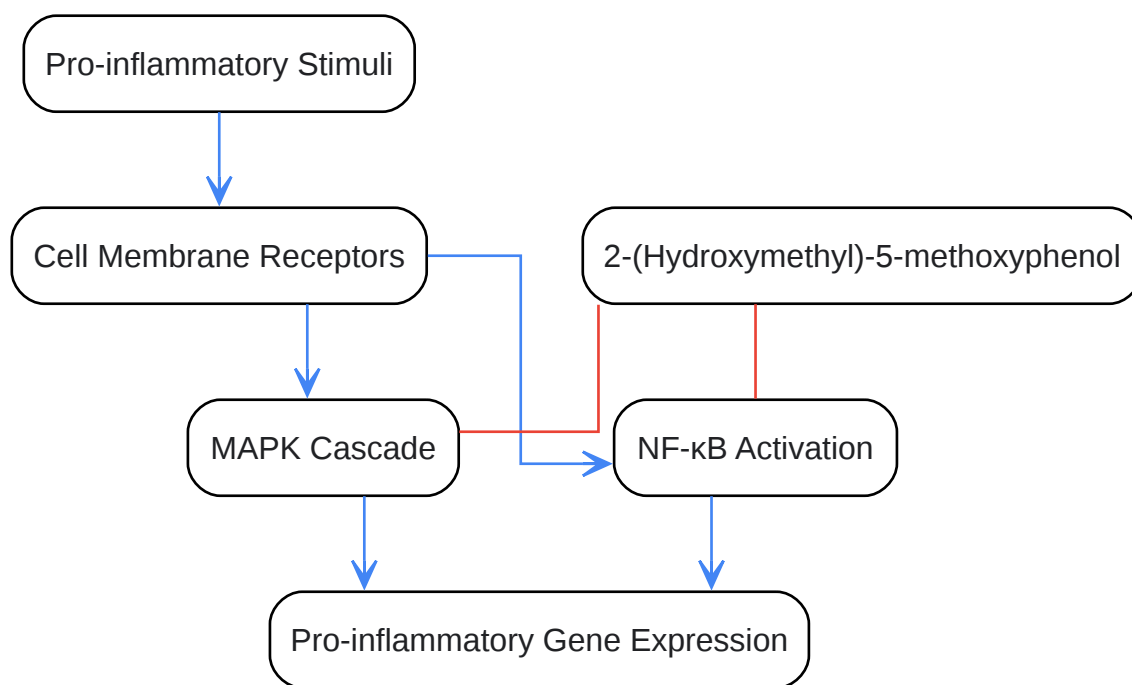 Pro-inflammatory Stimuli
Cell Membrane Receptors
2-(Hydroxymethyl)-5-methoxyphenol
MAPK Cascade
NF-κB Activation
Pro-inflammatory Gene Expression